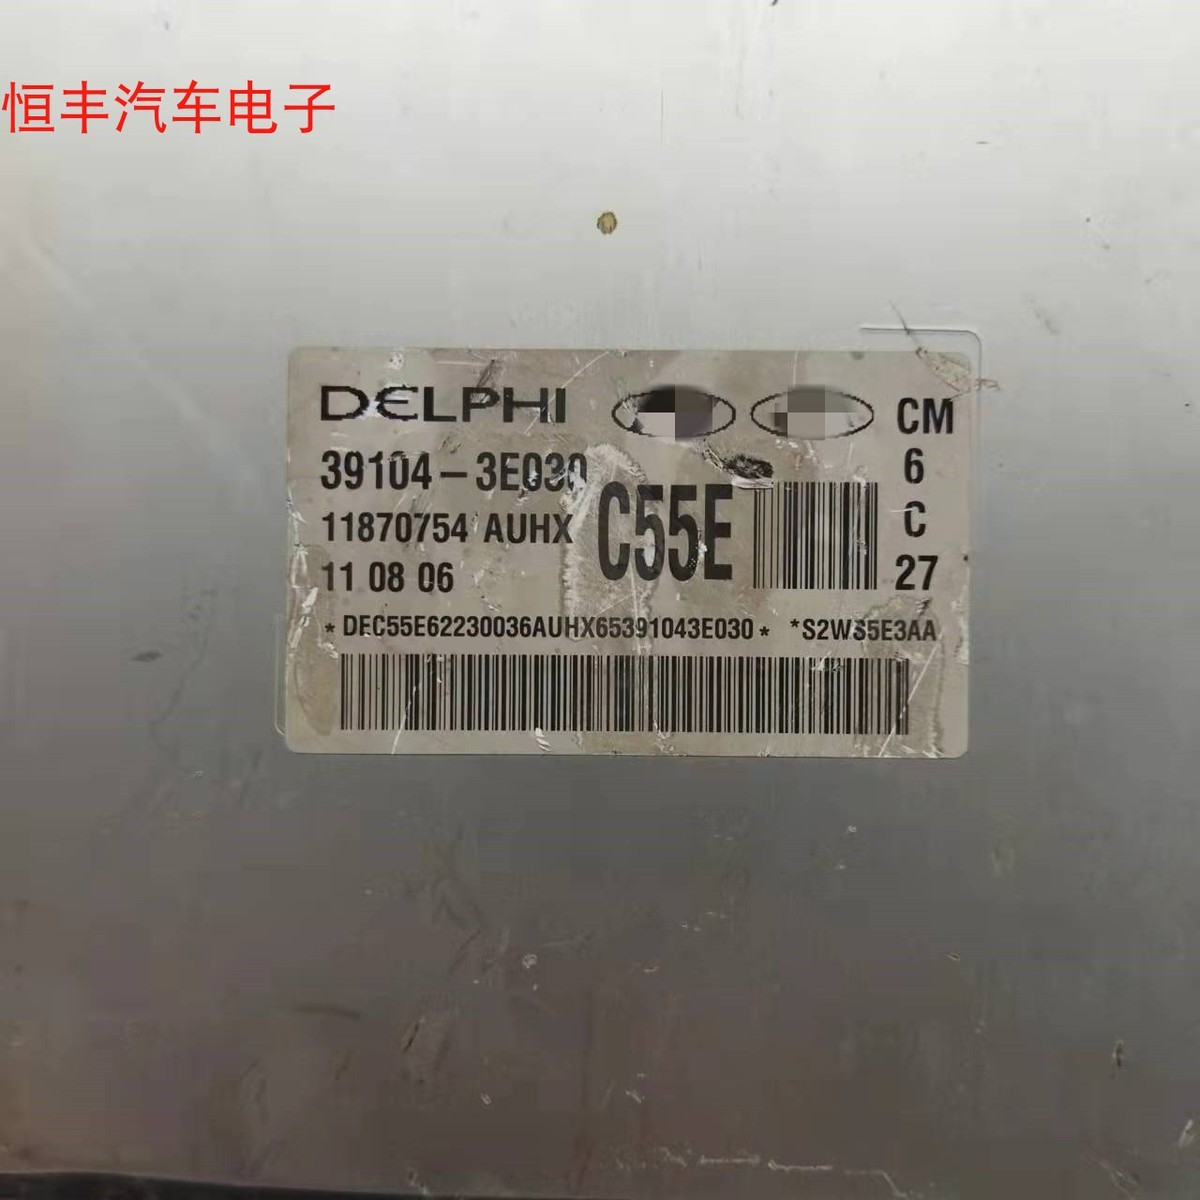 恒丰汽车电子
DELPHI CM
39104-3E030 6
11870754 AUHX C55E C
11 08 06 27
* DEC55E62230036AUHX65391043E030 * *S2WS5E3AA